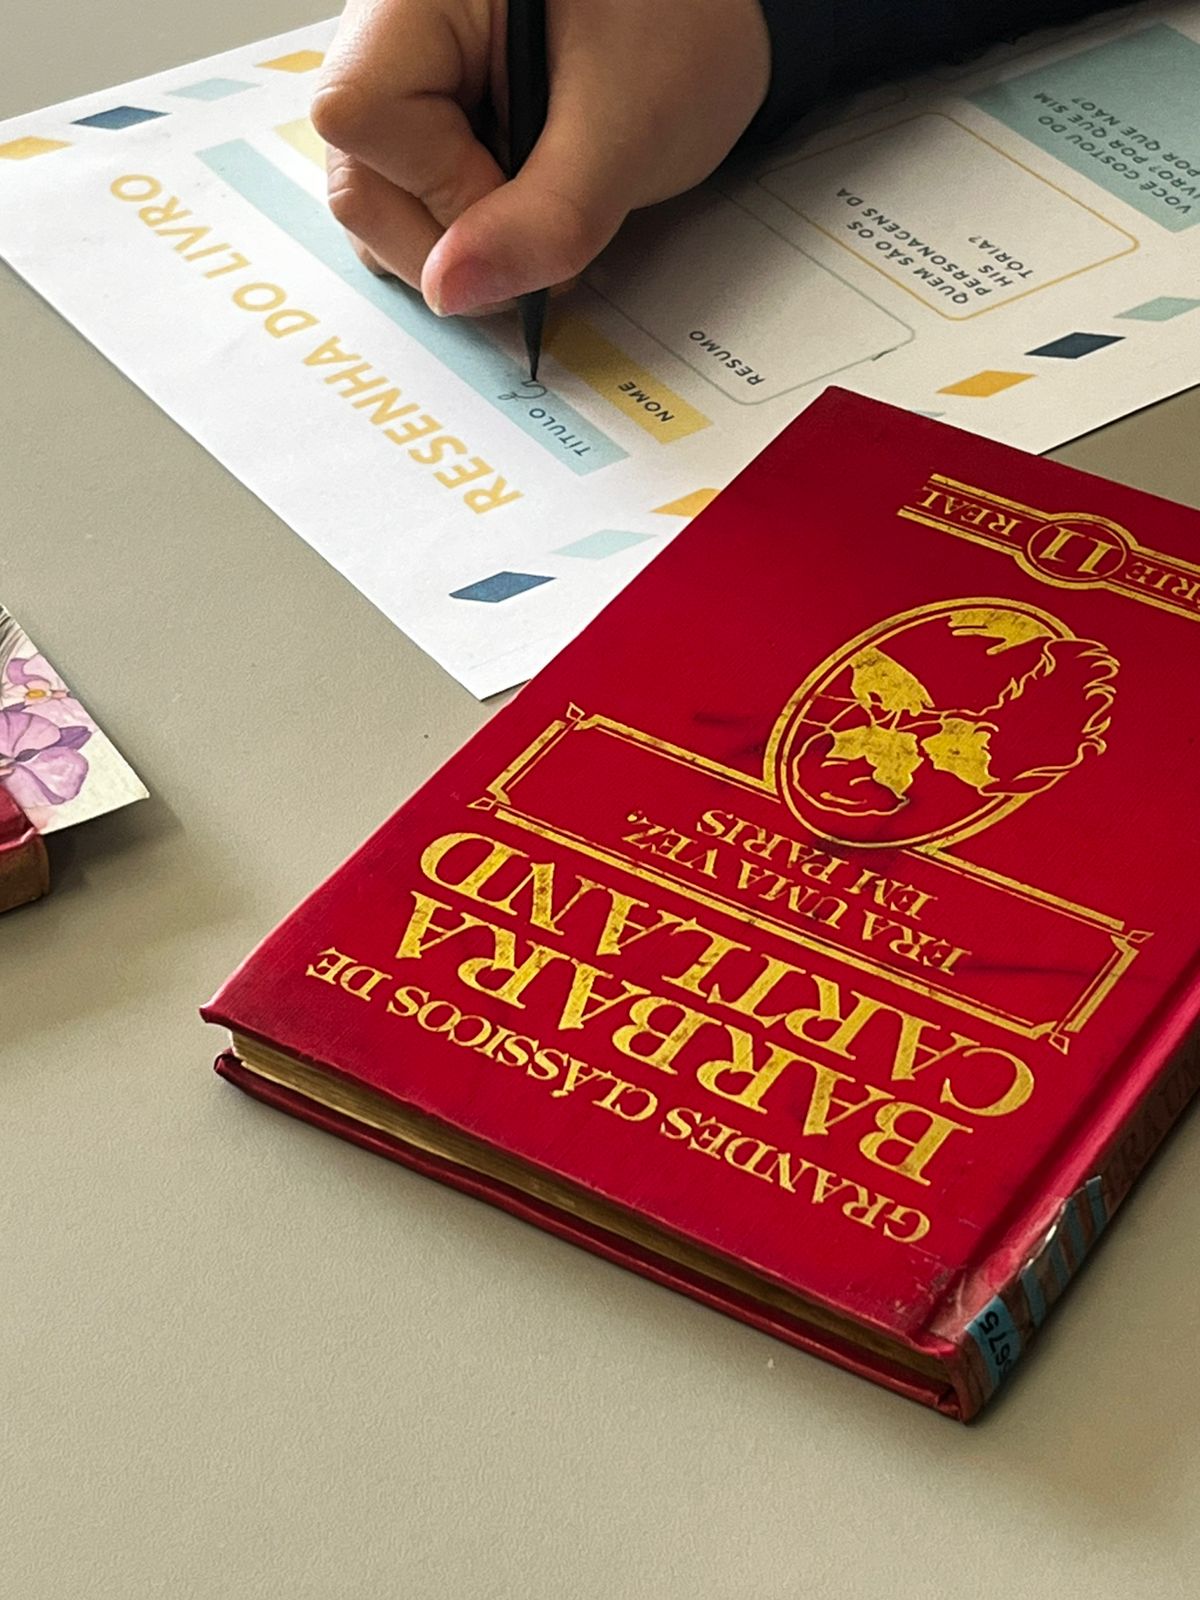 RESENHA DO LIVRO
TÍTULO
NOME
RESUMO
QUEM SÃO OS
PERSONAGENS DA
HIS
TÓRIA?
VOCÊ GOSTOU DO
LIVRO? POR QUE SIM
POR QUE NÃO?
GRANDES CLÁSSICOS DE
BARBARA
CARTLAND
ERA UMA VEZ,
EM PARIS
SÉRIE 11 REAL